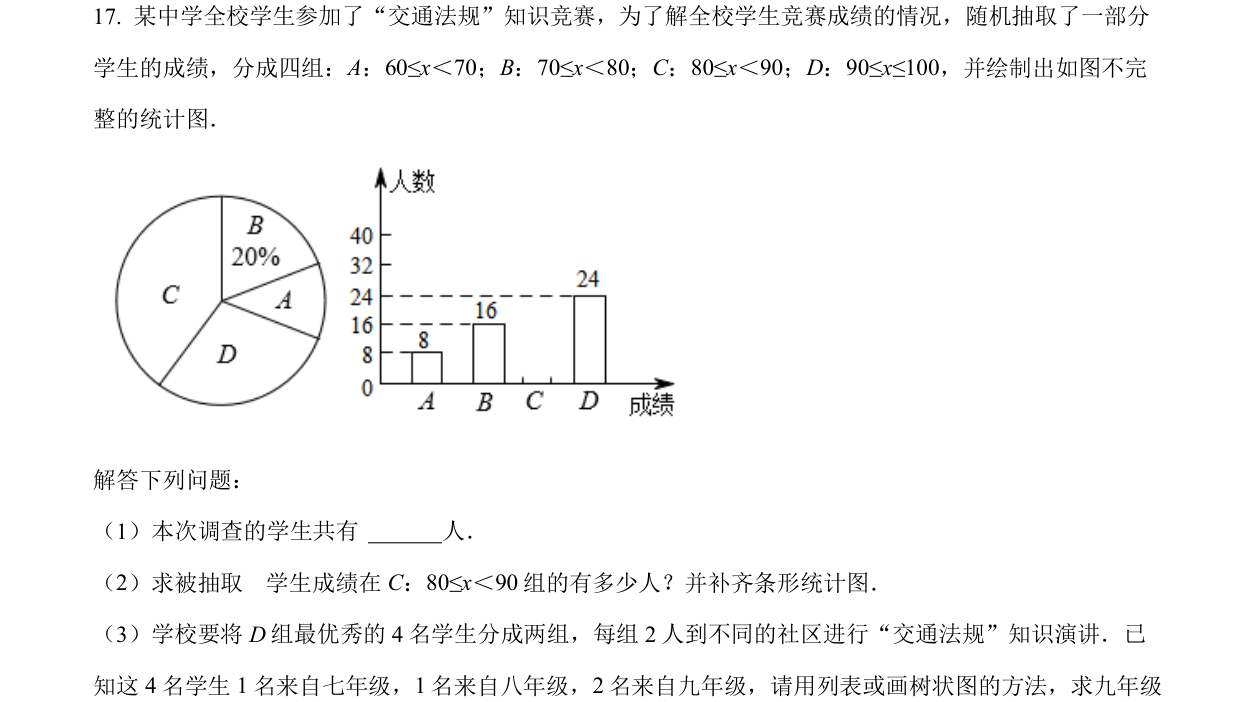 17. 某中学全校学生参加了“交通法规”知识竞赛，为了解全校学生竞赛成绩的情况，随机抽取了一部分
学生的成绩，分成四组：A：60≤x＜70；B：70≤x＜80；C：80≤x＜90；D：90≤x≤100，并绘制出如图不完
整的统计图．
B
20%
C
A
D
人数
40
32
24
16
8
0
8
16
24
A
B
C
D
成绩
解答下列问题：
（1）本次调查的学生共有 ______人．
（2）求被抽取 学生成绩在 C：80≤x＜90 组的有多少人？并补齐条形统计图．
（3）学校要将 D 组最优秀的 4 名学生分成两组，每组 2 人到不同的社区进行“交通法规”知识演讲．已
知这 4 名学生 1 名来自七年级，1 名来自八年级，2 名来自九年级，请用列表或画树状图的方法，求九年级